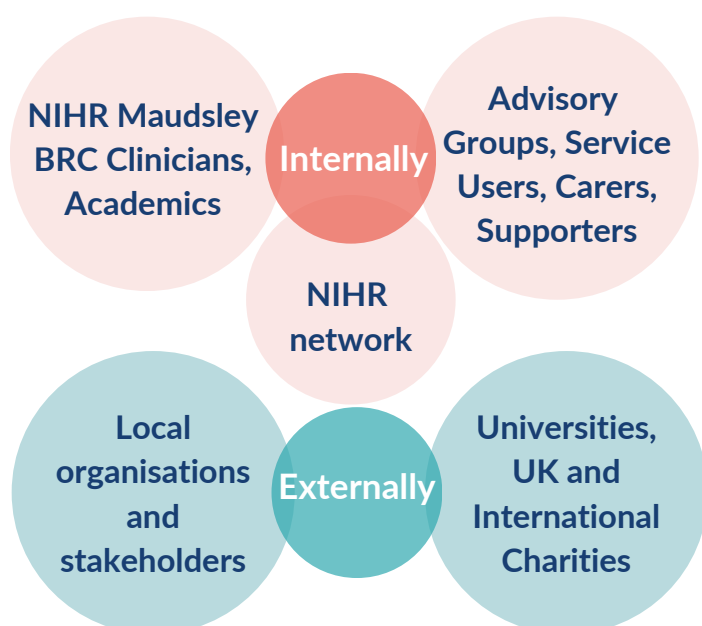 NIHR Maudsley
BRC Clinicians,
Academics
Internally
Advisory
Groups, Service
Users, Carers,
Supporters
NIHR
network
Local
organisations
and
stakeholders
Externally
Universities,
UK and
International
Charities